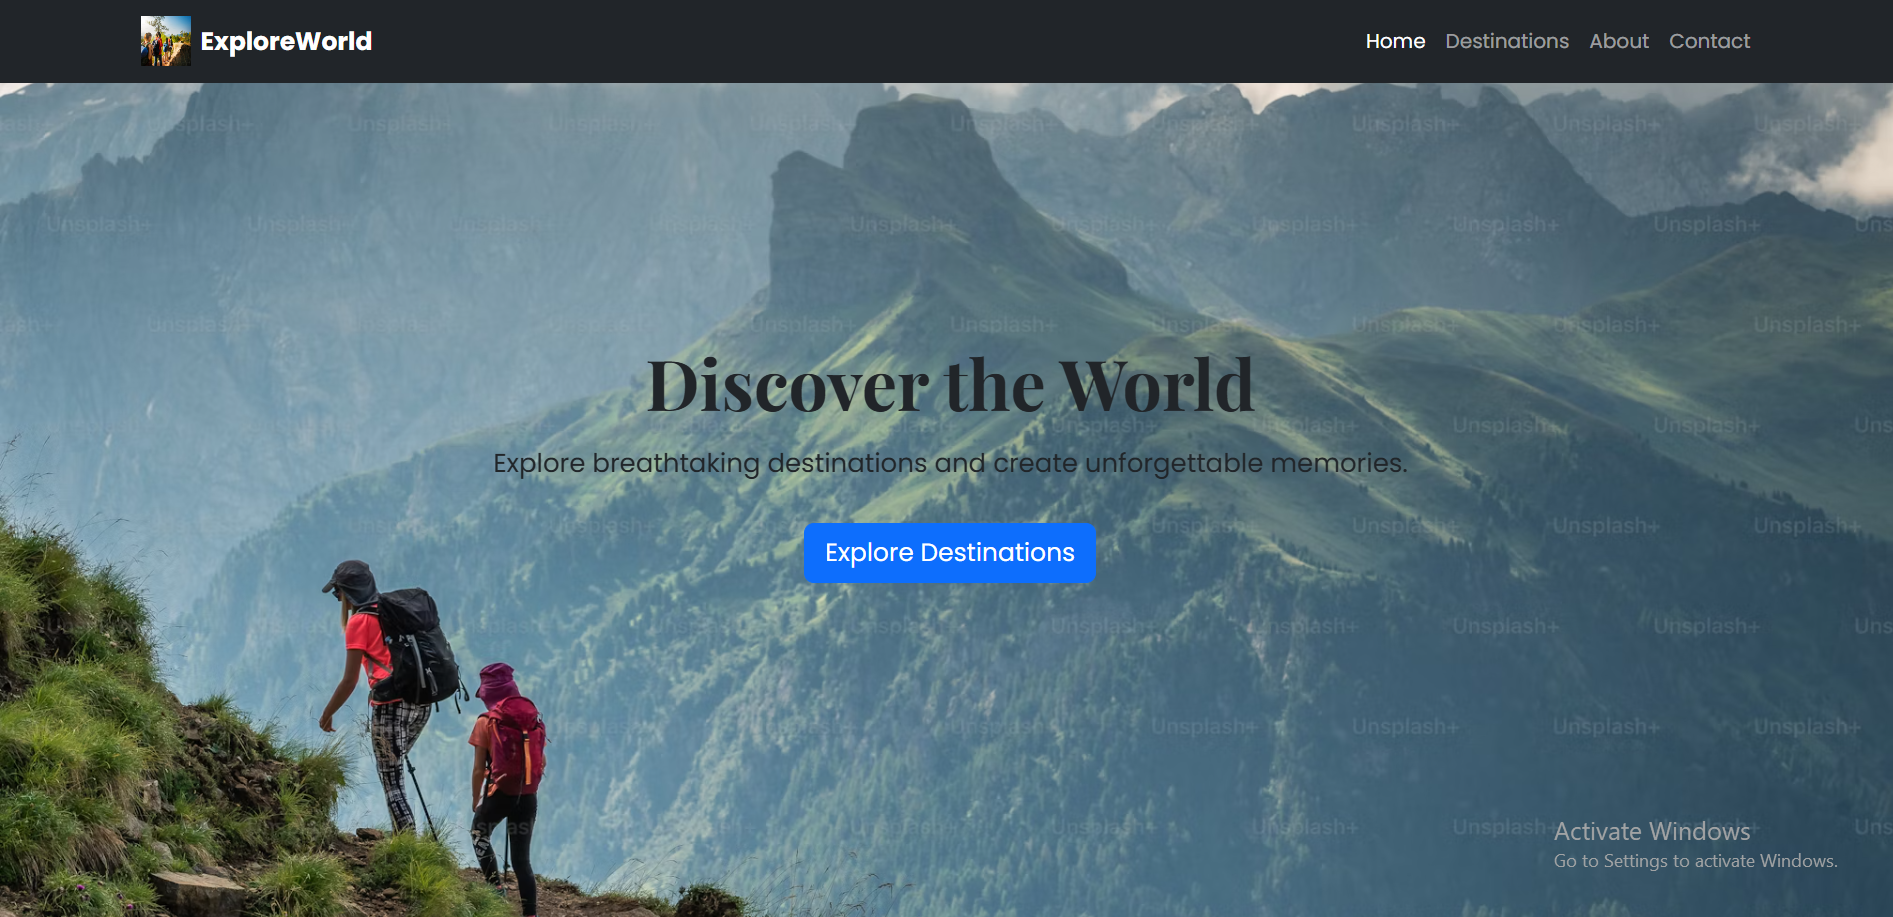 ExploreWorld
Home Destinations About Contact
Discover the World
Explore breathtaking destinations and create unforgettable memories.
Explore Destinations
Activate Windows
Go to Settings to activate Windows.
Unsplash+